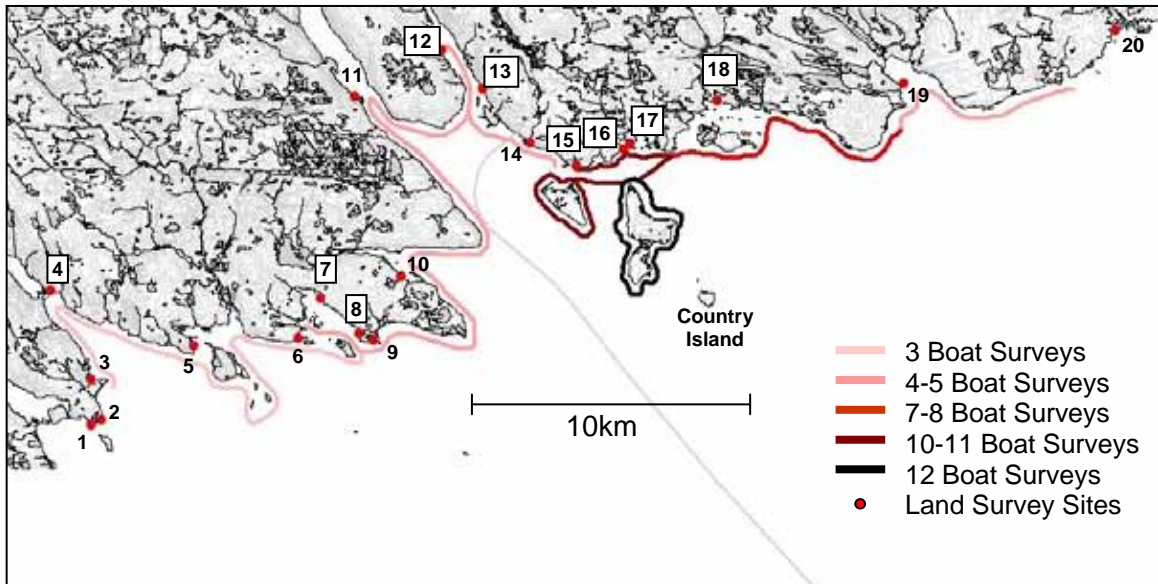 12
13
11
18
20
19
17
16
15
14
4
7
10
8
Country
Island
6
9
5
3
2
1
10km
3 Boat Surveys
4-5 Boat Surveys
7-8 Boat Surveys
10-11 Boat Surveys
12 Boat Surveys
Land Survey Sites